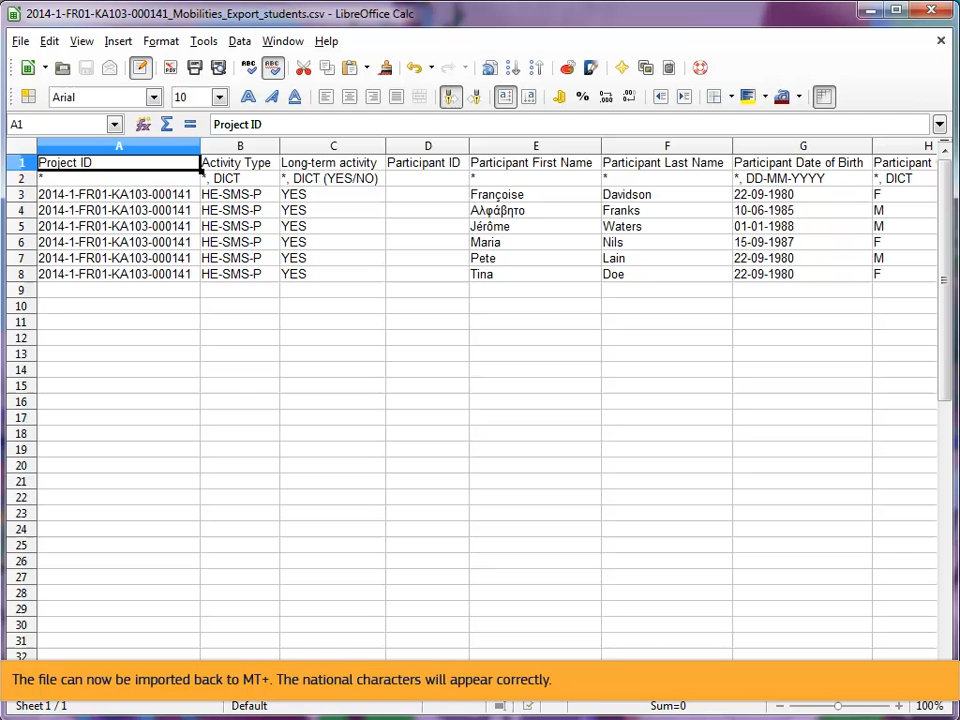 2014-1-FR01-KA103-000141_Mobilities_Export_students.csv - LibreOffice Calc
File Edit View Insert Format Tools Data Window Help
Arial 10
A1 Project ID
A B C D E F G H
1 Project ID Activity Type Long-term activity Participant ID Participant First Name Participant Last Name Participant Date of Birth Participant
2 * *, DICT *, DICT (YES/NO) * * *, DD-MM-YYYY *, DICT
3 2014-1-FR01-KA103-000141 HE-SMS-P YES Françoise Davidson 22-09-1980 F
4 2014-1-FR01-KA103-000141 HE-SMS-P YES Αλφάβητο Franks 10-06-1985 M
5 2014-1-FR01-KA103-000141 HE-SMS-P YES Jérôme Waters 01-01-1988 M
6 2014-1-FR01-KA103-000141 HE-SMS-P YES Maria Nils 15-09-1987 F
7 2014-1-FR01-KA103-000141 HE-SMS-P YES Pete Lain 22-09-1980 M
8 2014-1-FR01-KA103-000141 HE-SMS-P YES Tina Doe 22-09-1980 F
9
10
11
12
13
14
15
16
17
18
19
20
21
22
23
24
25
26
27
28
29
30
31
32
The file can now be imported back to MT+. The national characters will appear correctly.
Sheet 1 / 1 Default Sum=0 100%